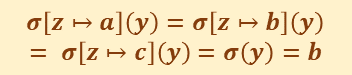 σ[z ↦ a](y) = σ[z ↦ b](y)
= σ[z ↦ c](y) = σ(y) = b